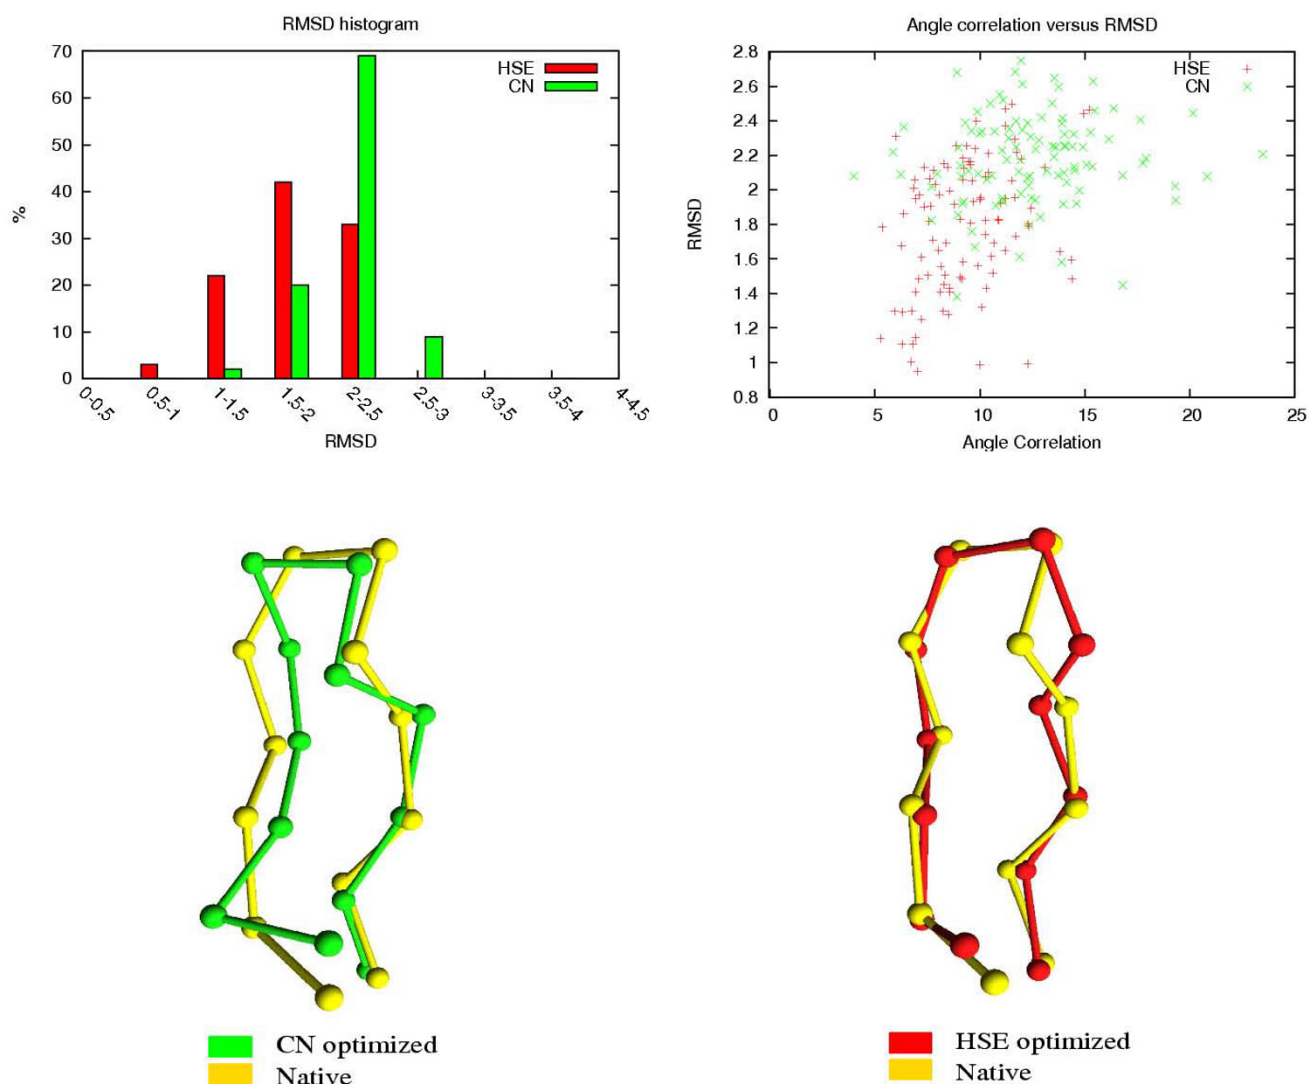 RMSD histogram
70
60
50
40
30
20
10
0
%
HSE
CN
0-0.5
0.5-1
1-1.5
1.5-2
2-2.5
2.5-3
3-3.5
3.5-4
4-4.5
RMSD
Angle correlation versus RMSD
2.8
2.6
2.4
2.2
2
1.8
1.6
1.4
1.2
1
0.8
RMSD
HSE
CN
0
5
10
15
20
25
Angle Correlation
CN optimized
Native
HSE optimized
Native